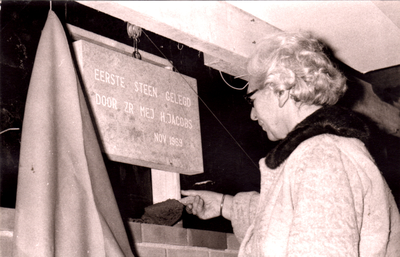 EERSTE STEEN GELEGD
DOOR ZR MEJ H.JACOBS
NOV 1969